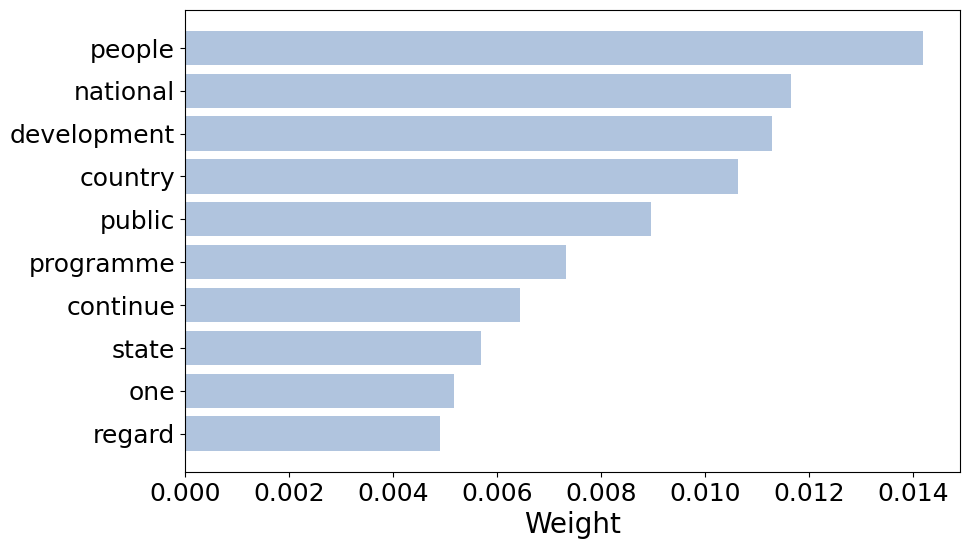 people
national
development
country
public
programme
continue
state
one
regard
0.000 0.002 0.004 0.006 0.008 0.010 0.012 0.014
Weight